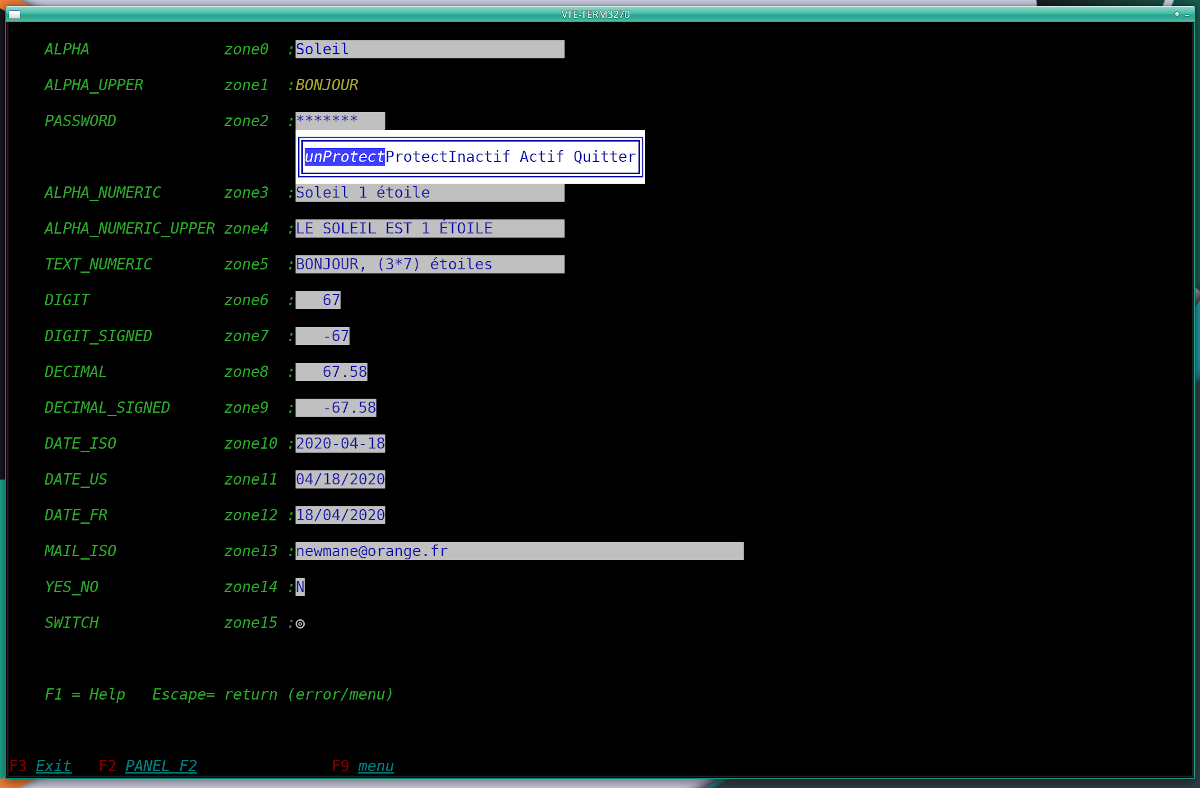 VTE-TERM3270
ALPHA zone0 :Soleil
ALPHA_UPPER zone1 :BONJOUR
PASSWORD zone2 :*******
unProtectProtectInactif Actif Quitter
ALPHA_NUMERIC zone3 :Soleil 1 étoile
ALPHA_NUMERIC_UPPER zone4 :LE SOLEIL EST 1 ÉTOILE
TEXT_NUMERIC zone5 :BONJOUR, (3*7) étoiles
DIGIT zone6 : 67
DIGIT_SIGNED zone7 : -67
DECIMAL zone8 : 67.58
DECIMAL_SIGNED zone9 : -67.58
DATE_ISO zone10 :2020-04-18
DATE_US zone11 04/18/2020
DATE_FR zone12 :18/04/2020
MAIL_ISO zone13 :newmane@orange.fr
YES_NO zone14 :N
SWITCH zone15 :◎
F1 = Help Escape= return (error/menu)
F3 Exit F2 PANEL F2 F9 menu